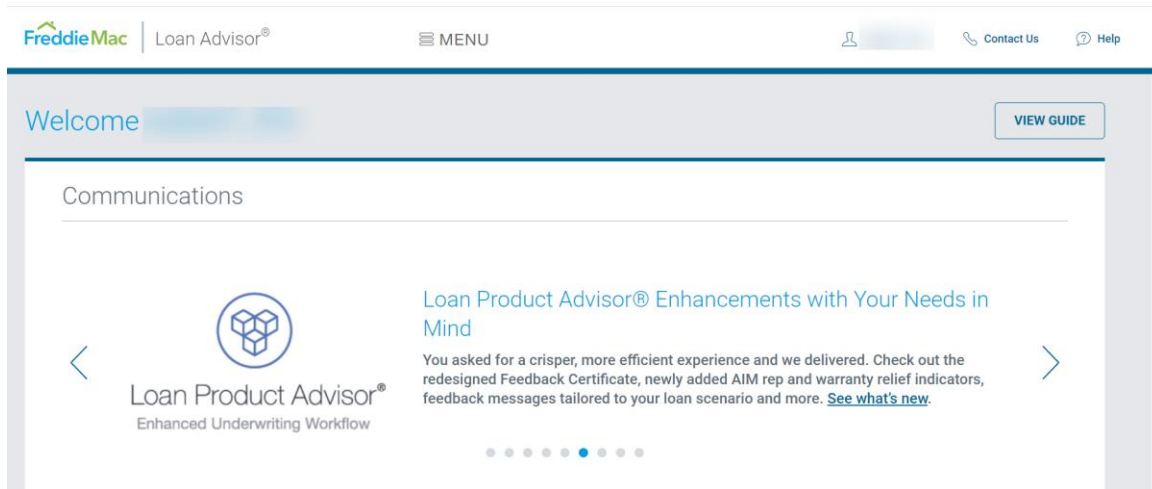 FreddieMac Loan Advisor® MENU Contact Us Help
Welcome
VIEW GUIDE
Communications
Loan Product Advisor®
Enhanced Underwriting Workflow
Loan Product Advisor® Enhancements with Your Needs in
Mind
You asked for a crisper, more efficient experience and we delivered. Check out the
redesigned Feedback Certificate, newly added AIM rep and warranty relief indicators,
feedback messages tailored to your loan scenario and more. See what's new.